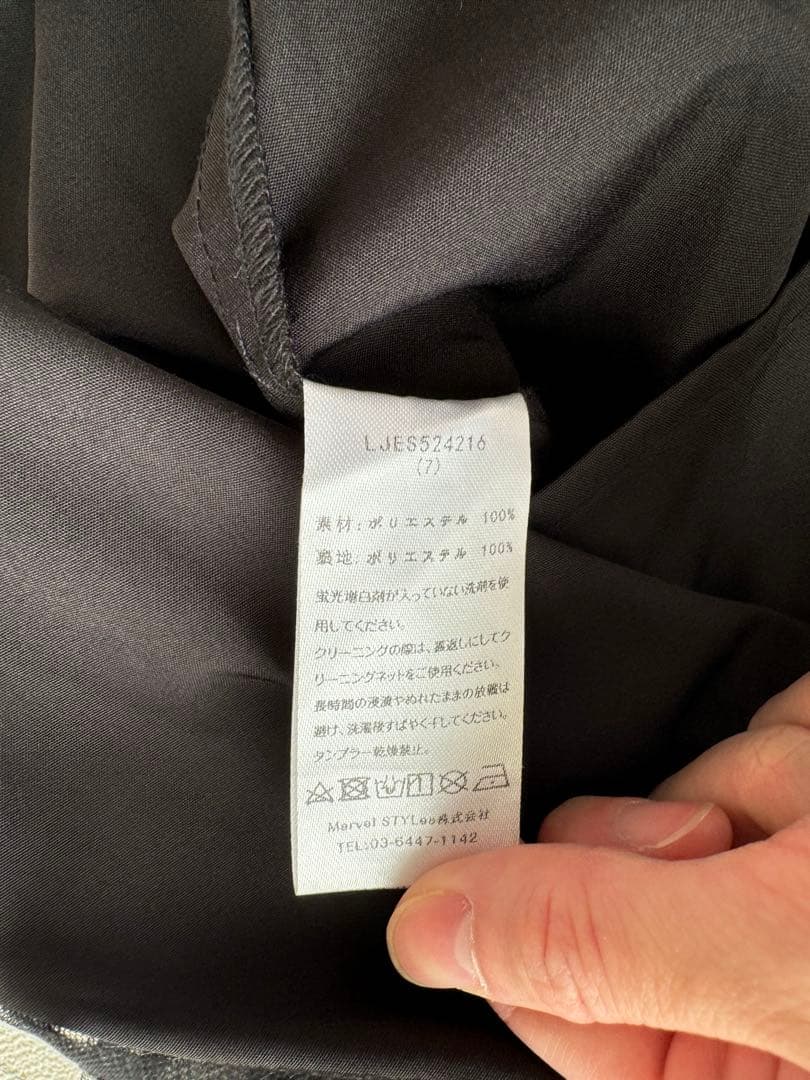 LJES524216
(7)
素材: ポリエステル 100%
裏地: ポリエステル 100%
蛍光増白剤が入っていない洗剤を使
用してください。
クリーニングの際は、裏返しにしてク
リーニングネットをご使用ください。
長時間の浸漬やぬれたままの放置は
避け、洗濯後すばやく干してください。
タンブラー乾燥禁止。
Marvel STYLes株式会社
TEL:03-6447-1142